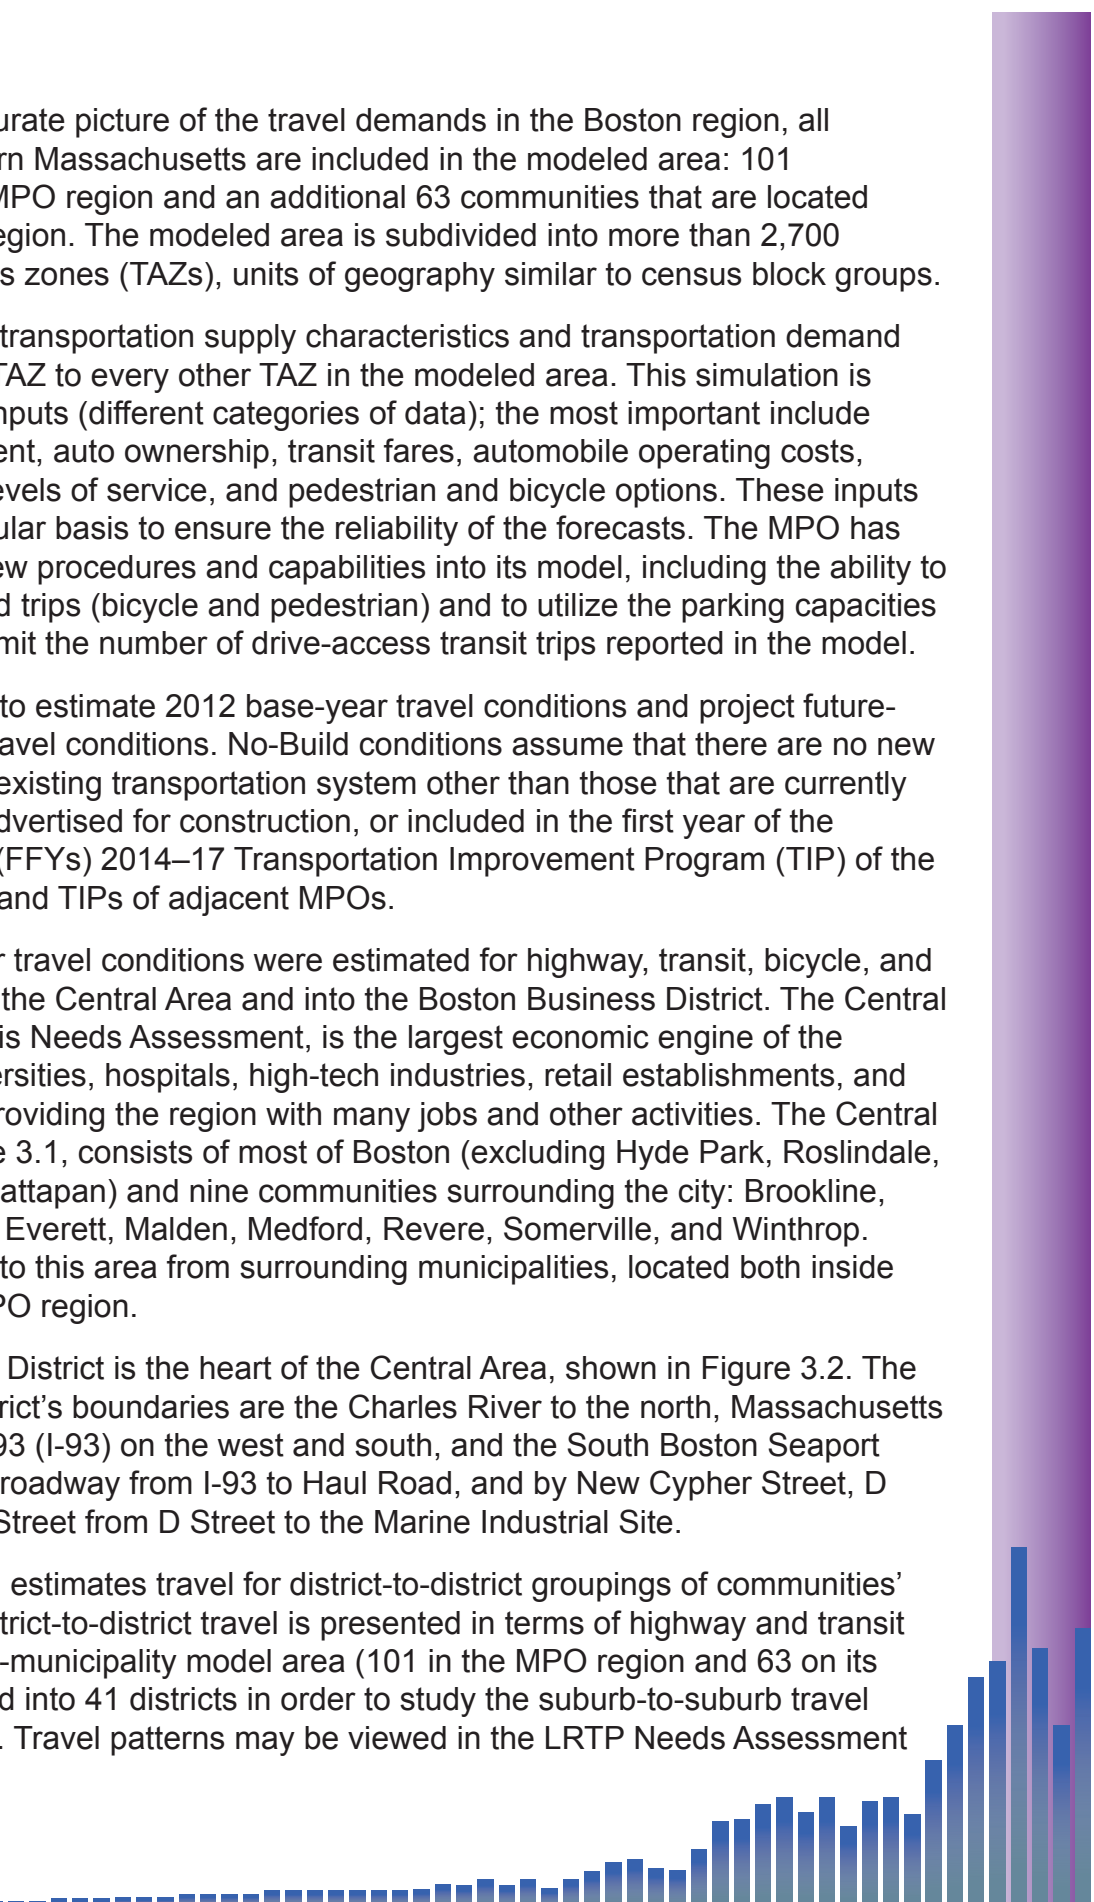 urate picture of the travel demands in the Boston region, all
rn Massachusetts are included in the modeled area: 101
MPO region and an additional 63 communities that are located
egion. The modeled area is subdivided into more than 2,700
s zones (TAZs), units of geography similar to census block groups.
transportation supply characteristics and transportation demand
TAZ to every other TAZ in the modeled area. This simulation is
nputs (different categories of data); the most important include
ent, auto ownership, transit fares, automobile operating costs,
evels of service, and pedestrian and bicycle options. These inputs
ular basis to ensure the reliability of the forecasts. The MPO has
ew procedures and capabilities into its model, including the ability to
d trips (bicycle and pedestrian) and to utilize the parking capacities
mit the number of drive-access transit trips reported in the model.
to estimate 2012 base-year travel conditions and project future-
avel conditions. No-Build conditions assume that there are no new
existing transportation system other than those that are currently
dvertised for construction, or included in the first year of the
(FFYs) 2014–17 Transportation Improvement Program (TIP) of the
and TIPs of adjacent MPOs.
r travel conditions were estimated for highway, transit, bicycle, and
the Central Area and into the Boston Business District. The Central
is Needs Assessment, is the largest economic engine of the
ersities, hospitals, high-tech industries, retail establishments, and
roviding the region with many jobs and other activities. The Central
e 3.1, consists of most of Boston (excluding Hyde Park, Roslindale,
attapan) and nine communities surrounding the city: Brookline,
Everett, Malden, Medford, Revere, Somerville, and Winthrop.
to this area from surrounding municipalities, located both inside
PO region.
District is the heart of the Central Area, shown in Figure 3.2. The
rict’s boundaries are the Charles River to the north, Massachusetts
93 (I-93) on the west and south, and the South Boston Seaport
roadway from I-93 to Haul Road, and by New Cypher Street, D
Street from D Street to the Marine Industrial Site.
estimates travel for district-to-district groupings of communities’
trict-to-district travel is presented in terms of highway and transit
-municipality model area (101 in the MPO region and 63 on its
d into 41 districts in order to study the suburb-to-suburb travel
. Travel patterns may be viewed in the LRTP Needs Assessment